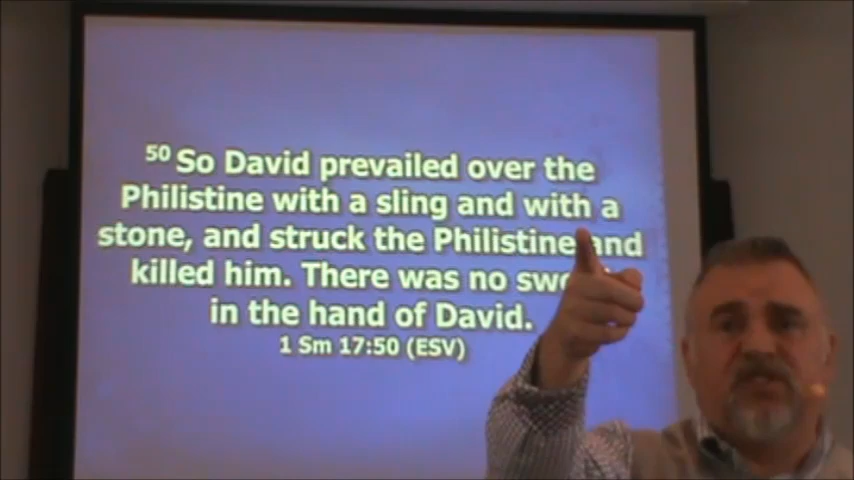 50 So David prevailed over the
Philistine with a sling and with a
stone, and struck the Philistine and
killed him. There was no
in the hand of David.
1 Sm 17:50 (ESV)